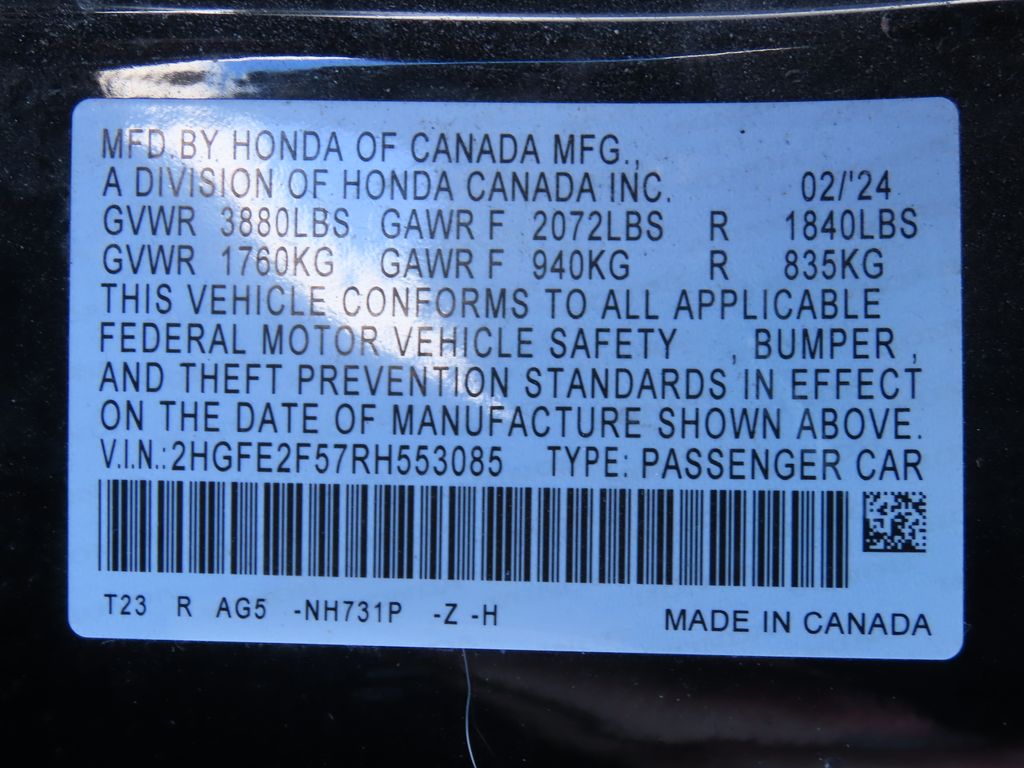 MFD. BY HONDA OF CANADA MFG.,
A DIVISION OF HONDA CANADA INC. 02/'24
GVWR 3880LBS GAWR F 2072LBS R 1840LBS
GVWR 1760KG GAWR F 940KG R 835KG
THIS VEHICLE CONFORMS TO ALL APPLICABLE
FEDERAL MOTOR VEHICLE SAFETY , BUMPER ,
AND THEFT PREVENTION STANDARDS IN EFFECT
ON THE DATE OF MANUFACTURE SHOWN ABOVE.
V.I.N.: 2HGFE2F57RH553085 TYPE: PASSENGER CAR
T23 R AG5 -NH731P -Z -H MADE IN CANADA